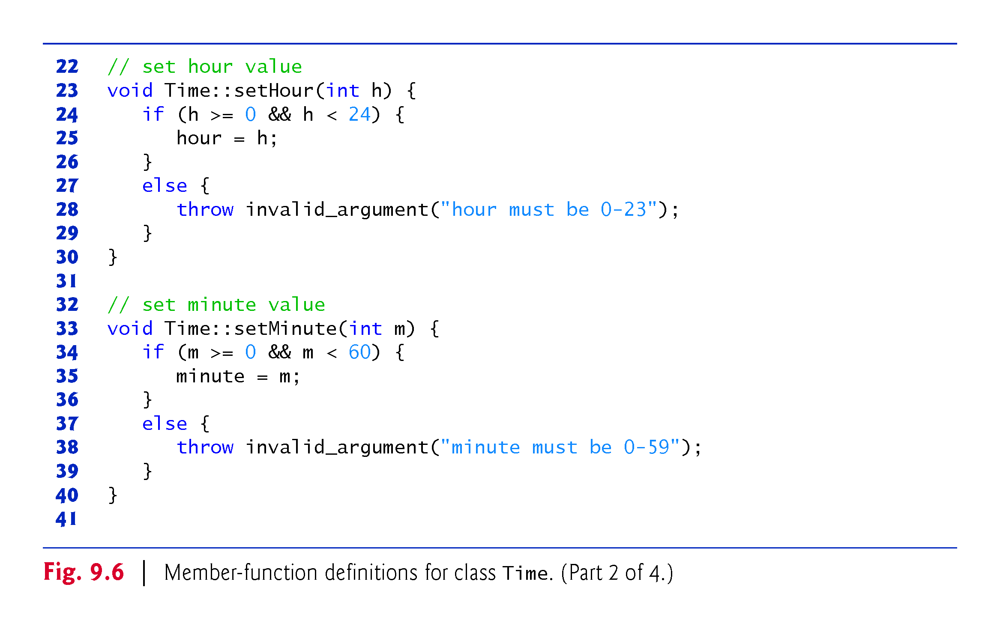 22 // set hour value
23 void Time::setHour(int h) {
24    if (h >= 0 && h < 24) {
25       hour = h;
26    }
27    else {
28       throw invalid_argument("hour must be 0-23");
29    }
30 }
31
32 // set minute value
33 void Time::setMinute(int m) {
34    if (m >= 0 && m < 60) {
35       minute = m;
36    }
37    else {
38       throw invalid_argument("minute must be 0-59");
39    }
40 }
41
Fig. 9.6 | Member-function definitions for class Time. (Part 2 of 4.)